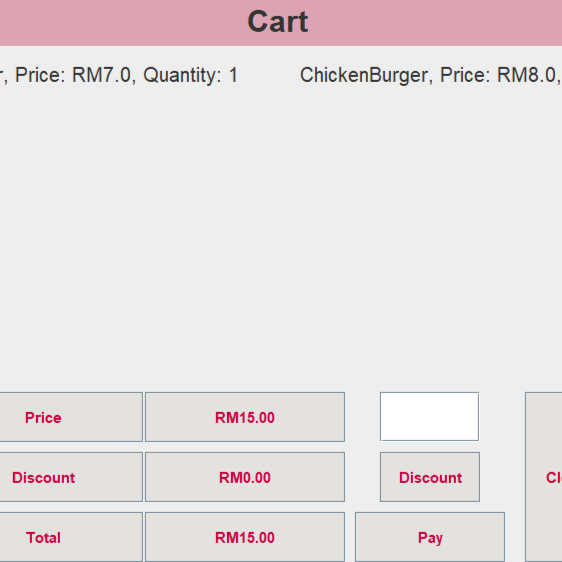 Cart
, Price: RM7.0, Quantity: 1 ChickenBurger, Price: RM8.0,
Price RM15.00
Discount RM0.00 Discount
Total RM15.00 Pay